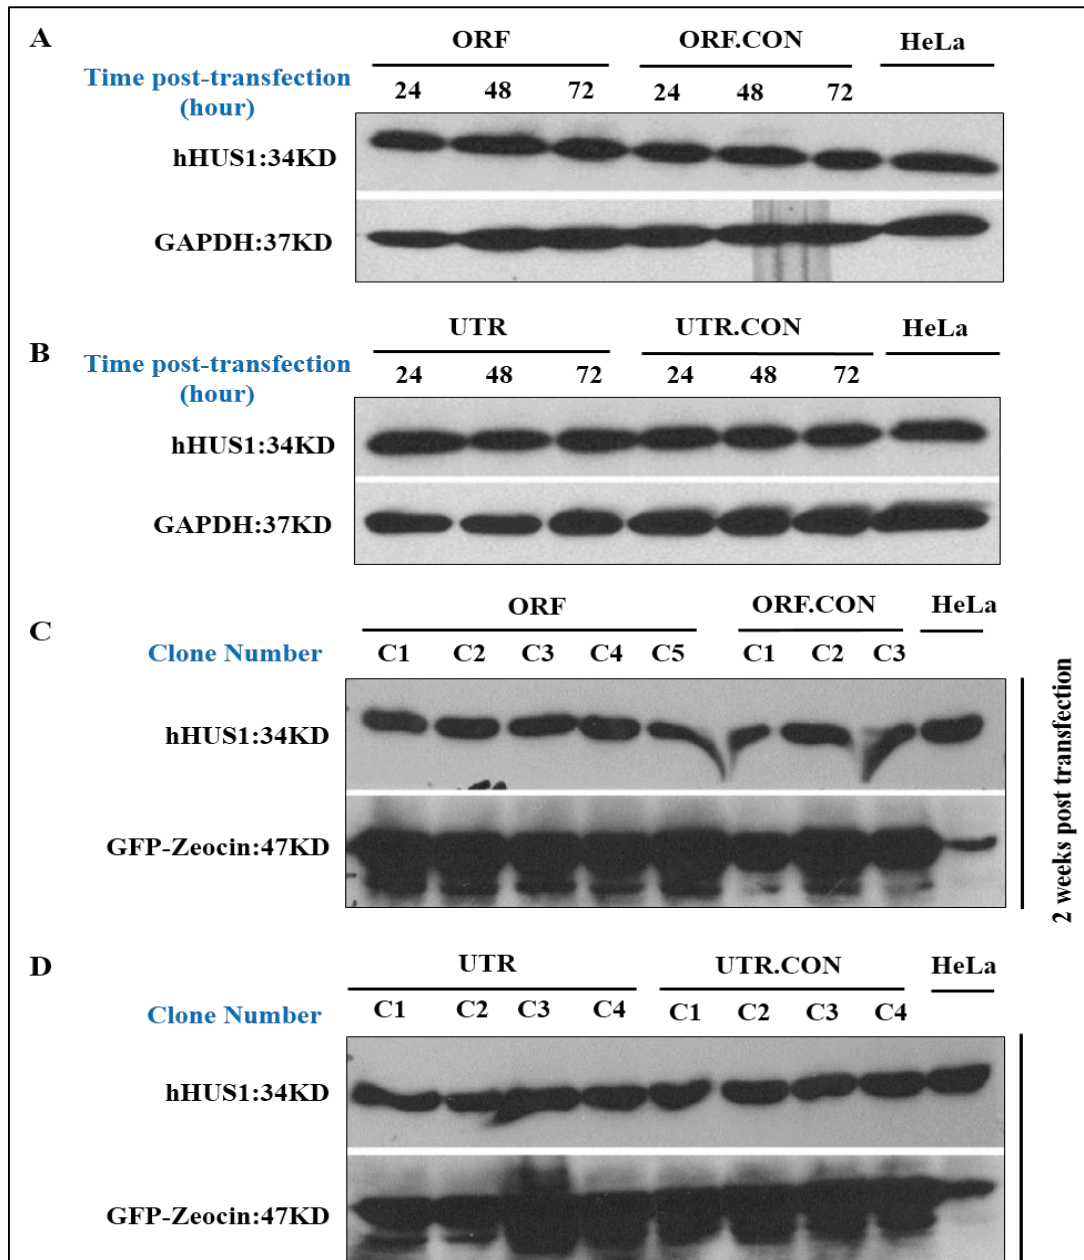 A
ORF ORF.CON HeLa
Time post-transfection
(hour)
24 48 72 24 48 72
hHUS1:34KD
GAPDH:37KD
B
UTR UTR.CON HeLa
Time post-transfection
(hour)
24 48 72 24 48 72
hHUS1:34KD
GAPDH:37KD
C
ORF ORF.CON HeLa
Clone Number C1 C2 C3 C4 C5 C1 C2 C3
hHUS1:34KD
GFP-Zeocin:47KD
2 weeks post transfection
D
UTR UTR.CON HeLa
Clone Number C1 C2 C3 C4 C1 C2 C3 C4
hHUS1:34KD
GFP-Zeocin:47KD